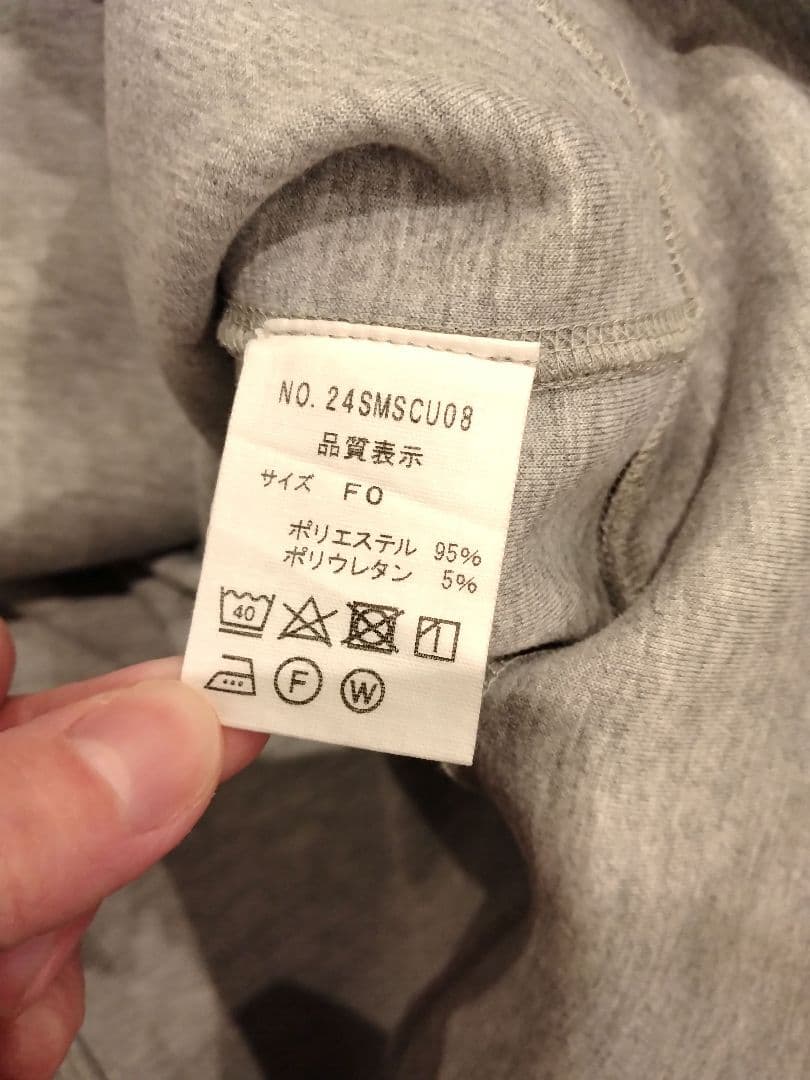 NO.24SMSCU08
品質表示
サイズ FO
ポリエステル 95%
ポリウレタン 5%
40
F W